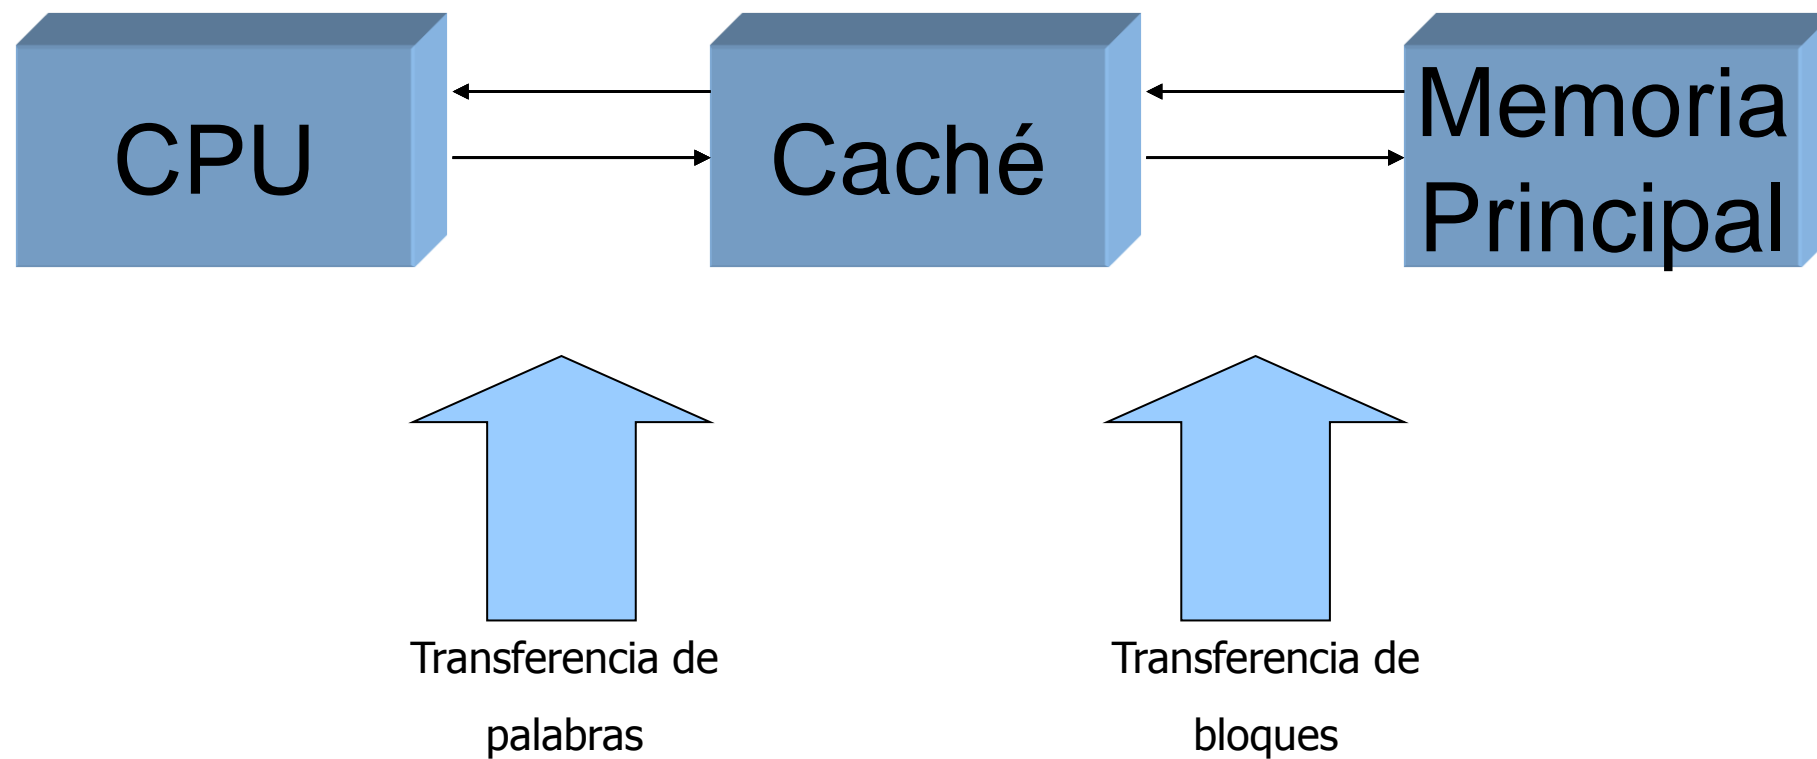 CPU
Caché
Memoria
Principal
Transferencia de
palabras
Transferencia de
bloques